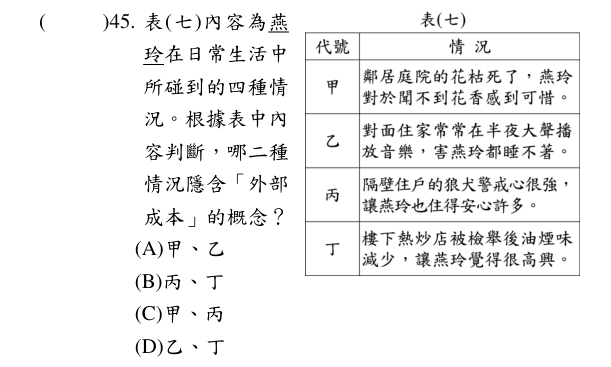 (　　)45. 表(七)內容為燕
玲在日常生活中
所碰到的四種情
況。根據表中內
容判斷，哪二種
情況隱含「外部
成本」的概念？
(A)甲、乙
(B)丙、丁
(C)甲、丙
(D)乙、丁
表(七)
代號 情 況
甲 鄰居庭院的花枯死了，燕玲
對於聞不到花香感到可惜。
乙 對面住家常常在半夜大聲播
放音樂，害燕玲都睡不著。
丙 隔壁住戶的狼犬警戒心很強，
讓燕玲也住得安心許多。
丁 樓下熱炒店被檢舉後油煙味
減少，讓燕玲覺得很高興。